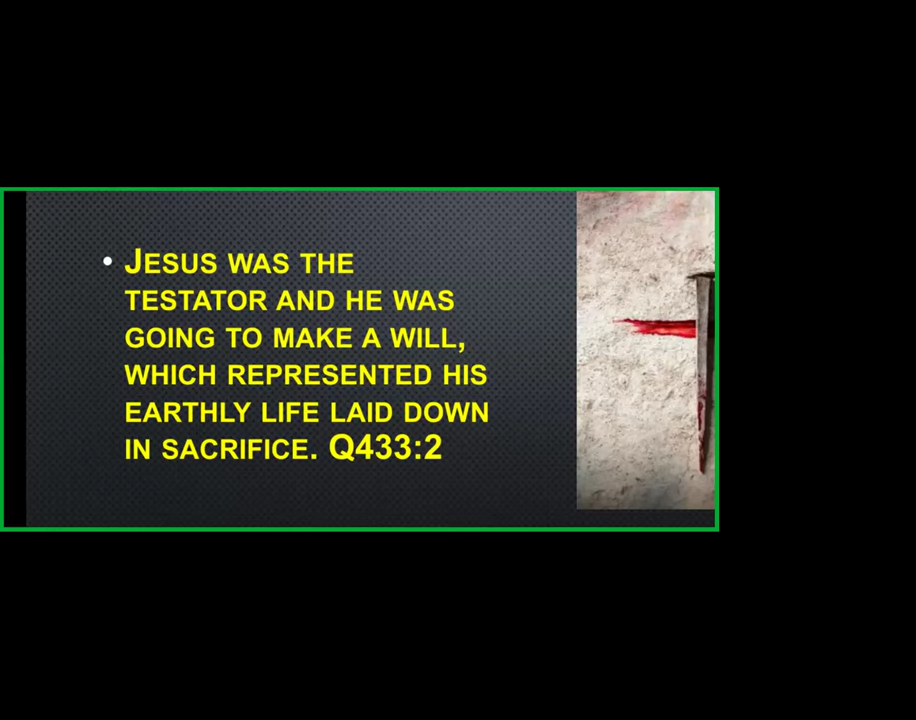 • JESUS WAS THE
TESTATOR AND HE WAS
GOING TO MAKE A WILL,
WHICH REPRESENTED HIS
EARTHLY LIFE LAID DOWN
IN SACRIFICE. Q433:2